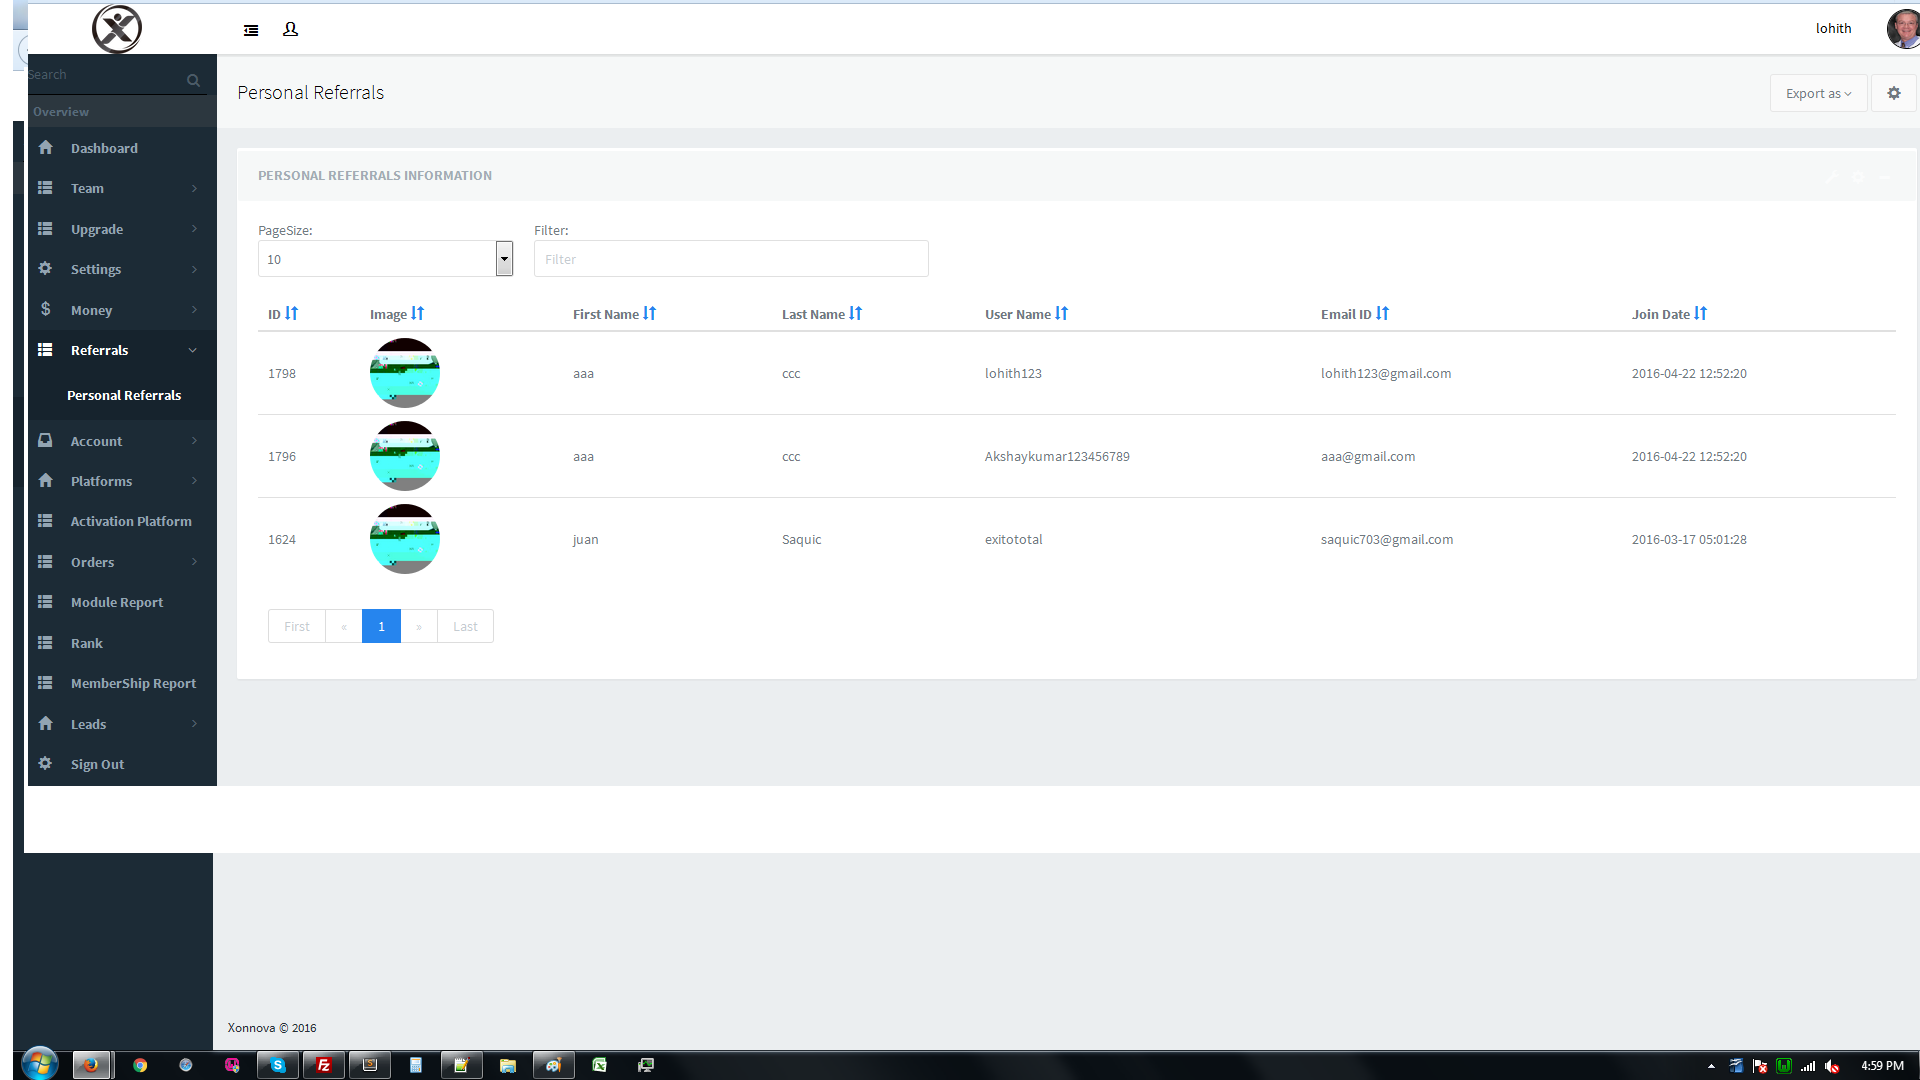 lohith
Search
Overview
Dashboard
Team
Upgrade
Settings
Money
Referrals
Personal Referrals
Account
Platforms
Activation Platform
Orders
Module Report
Rank
MemberShip Report
Leads
Sign Out
Personal Referrals
Export as
PERSONAL REFERRALS INFORMATION
PageSize: Filter:
10 Filter
ID Image First Name Last Name User Name Email ID Join Date
1798 aaa ccc lohith123 lohith123@gmail.com 2016-04-22 12:52:20
1796 aaa ccc Akshaykumar123456789 aaa@gmail.com 2016-04-22 12:52:20
1624 juan Saquic exitototal saquic703@gmail.com 2016-03-17 05:01:28
First « 1 » Last
Xonnova © 2016
4:59 PM